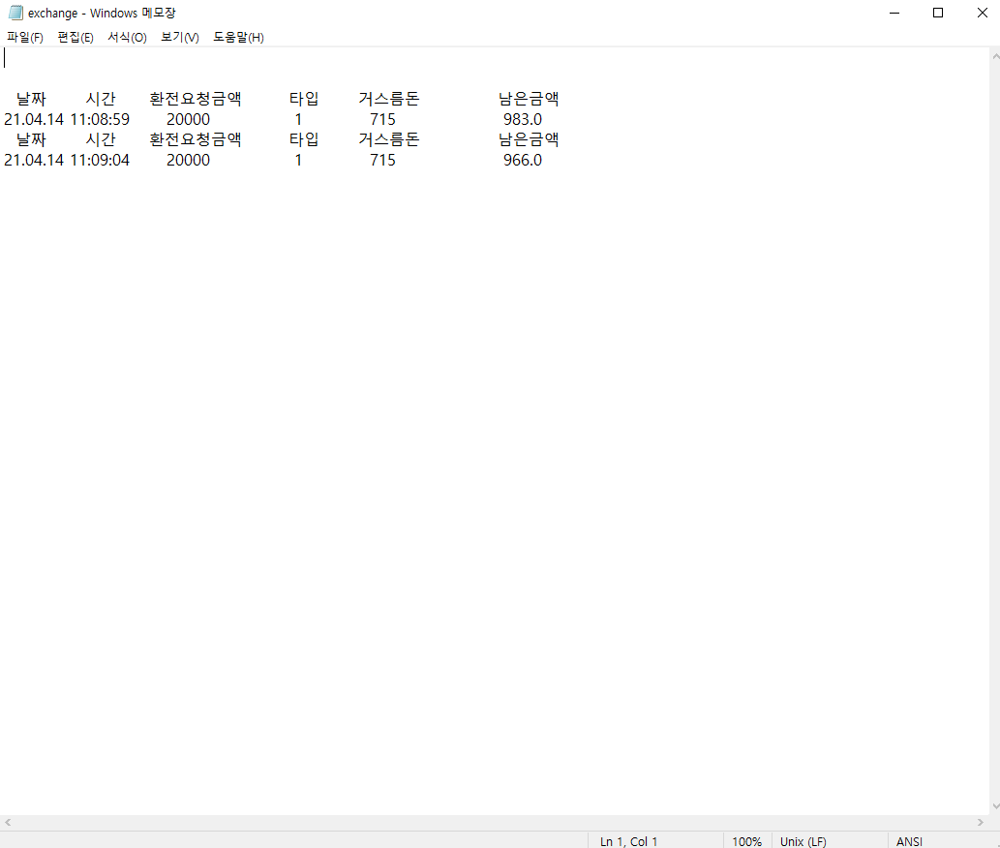 exchange - Windows 메모장
파일(F) 편집(E) 서식(O) 보기(V) 도움말(H)
날짜 시간 환전요청금액 타입 거스름돈 남은금액
21.04.14 11:08:59 20000 1 715 983.0
날짜 시간 환전요청금액 타입 거스름돈 남은금액
21.04.14 11:09:04 20000 1 715 966.0
Ln 1, Col 1 100% Unix (LF) ANSI